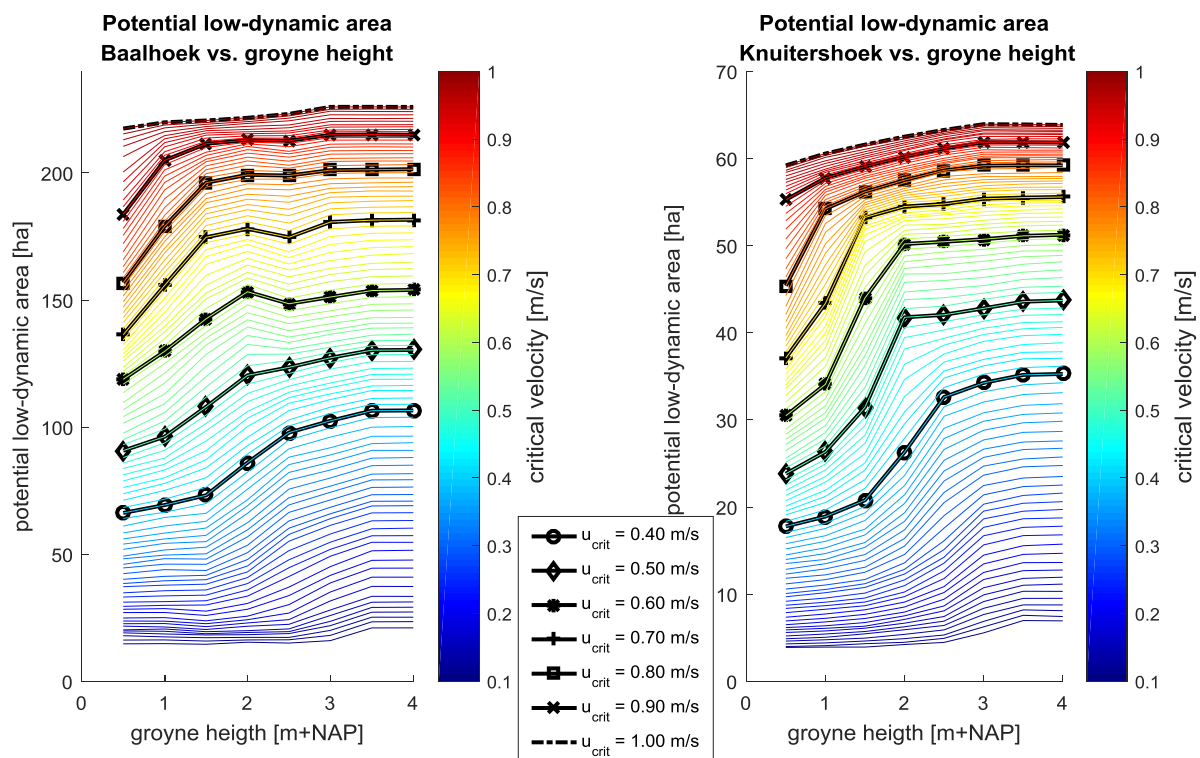 Potential low-dynamic area
Baalhoek vs. groyne height
potential low-dynamic area [ha]
200
150
100
50
0
0
1
2
3
4
groyne heigth [m+NAP]
1
0.9
0.8
0.7
0.6
0.5
0.4
0.3
0.2
0.1
critical velocity [m/s]
Potential low-dynamic area
Knuitershoek vs. groyne height
potential low-dynamic area [ha]
70
60
50
40
30
20
10
0
0
1
2
3
4
groyne heigth [m+NAP]
1
0.9
0.8
0.7
0.6
0.5
0.4
0.3
0.2
0.1
critical velocity [m/s]
u_crit = 0.40 m/s
u_crit = 0.50 m/s
u_crit = 0.60 m/s
u_crit = 0.70 m/s
u_crit = 0.80 m/s
u_crit = 0.90 m/s
u_crit = 1.00 m/s